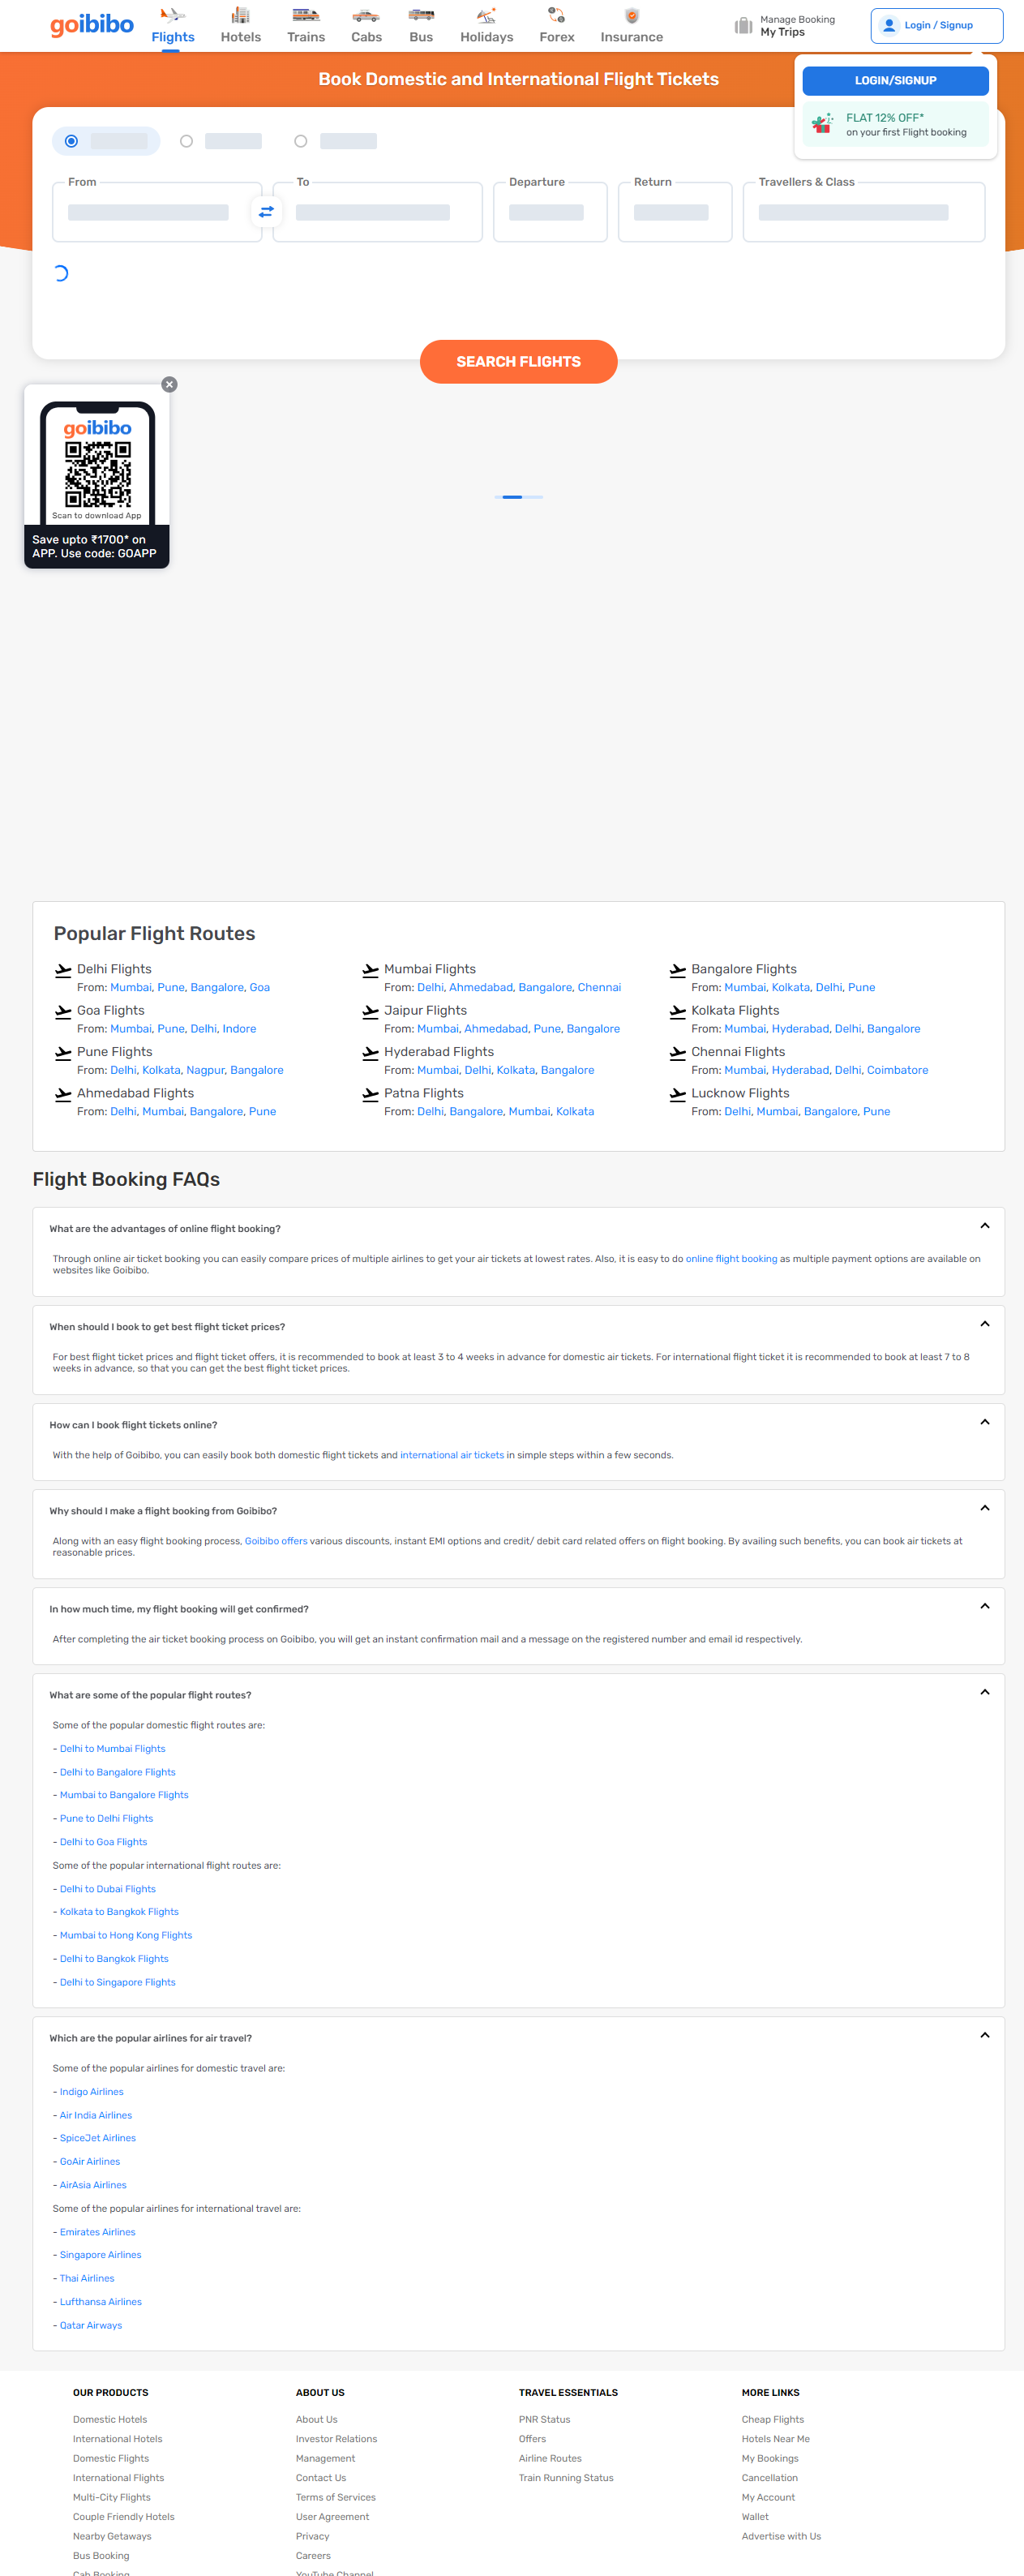 goibibo
Flights
Hotels
Trains
Cabs
Bus
Holidays
Forex
Insurance
Manage Booking
My Trips
Login / Signup
Book Domestic and International Flight Tickets
LOGIN/SIGNUP
FLAT 12% OFF*
on your first Flight booking
From
To
Departure
Return
Travellers & Class
SEARCH FLIGHTS
goibibo
Scan to download App
Save upto ₹1700* on
APP. Use code: GOAPP
Popular Flight Routes
Delhi Flights
From: Mumbai, Pune, Bangalore, Goa
Mumbai Flights
From: Delhi, Ahmedabad, Bangalore, Chennai
Bangalore Flights
From: Mumbai, Kolkata, Delhi, Pune
Goa Flights
From: Mumbai, Pune, Delhi, Indore
Jaipur Flights
From: Mumbai, Ahmedabad, Pune, Bangalore
Kolkata Flights
From: Mumbai, Hyderabad, Delhi, Bangalore
Pune Flights
From: Delhi, Kolkata, Nagpur, Bangalore
Hyderabad Flights
From: Mumbai, Delhi, Kolkata, Bangalore
Chennai Flights
From: Mumbai, Hyderabad, Delhi, Coimbatore
Ahmedabad Flights
From: Delhi, Mumbai, Bangalore, Pune
Patna Flights
From: Delhi, Bangalore, Mumbai, Kolkata
Lucknow Flights
From: Delhi, Mumbai, Bangalore, Pune
Flight Booking FAQs
What are the advantages of online flight booking?
Through online air ticket booking you can easily compare prices of multiple airlines to get your air tickets at lowest rates. Also, it is easy to do online flight booking as multiple payment options are available on
websites like Goibibo.
When should I book to get best flight ticket prices?
For best flight ticket prices and flight ticket offers, it is recommended to book at least 3 to 4 weeks in advance for domestic air tickets. For international flight ticket it is recommended to book at least 7 to 8
weeks in advance, so that you can get the best flight ticket prices.
How can I book flight tickets online?
With the help of Goibibo, you can easily book both domestic flight tickets and international air tickets in simple steps within a few seconds.
Why should I make a flight booking from Goibibo?
Along with an easy flight booking process, Goibibo offers various discounts, instant EMI options and credit/ debit card related offers on flight booking. By availing such benefits, you can book air tickets at
reasonable prices.
In how much time, my flight booking will get confirmed?
After completing the air ticket booking process on Goibibo, you will get an instant confirmation mail and a message on the registered number and email id respectively.
What are some of the popular flight routes?
Some of the popular domestic flight routes are:
- Delhi to Mumbai Flights
- Delhi to Bangalore Flights
- Mumbai to Bangalore Flights
- Pune to Delhi Flights
- Delhi to Goa Flights
Some of the popular international flight routes are:
- Delhi to Dubai Flights
- Kolkata to Bangkok Flights
- Mumbai to Hong Kong Flights
- Delhi to Bangkok Flights
- Delhi to Singapore Flights
Which are the popular airlines for air travel?
Some of the popular airlines for domestic travel are:
- Indigo Airlines
- Air India Airlines
- SpiceJet Airlines
- GoAir Airlines
- AirAsia Airlines
Some of the popular airlines for international travel are:
- Emirates Airlines
- Singapore Airlines
- Thai Airlines
- Lufthansa Airlines
- Qatar Airways
OUR PRODUCTS
Domestic Hotels
International Hotels
Domestic Flights
International Flights
Multi-City Flights
Couple Friendly Hotels
Nearby Getaways
Bus Booking
Cab Booking
ABOUT US
About Us
Investor Relations
Management
Contact Us
Terms of Services
User Agreement
Privacy
Careers
YouTube Channel
TRAVEL ESSENTIALS
PNR Status
Offers
Airline Routes
Train Running Status
MORE LINKS
Cheap Flights
Hotels Near Me
My Bookings
Cancellation
My Account
Wallet
Advertise with Us